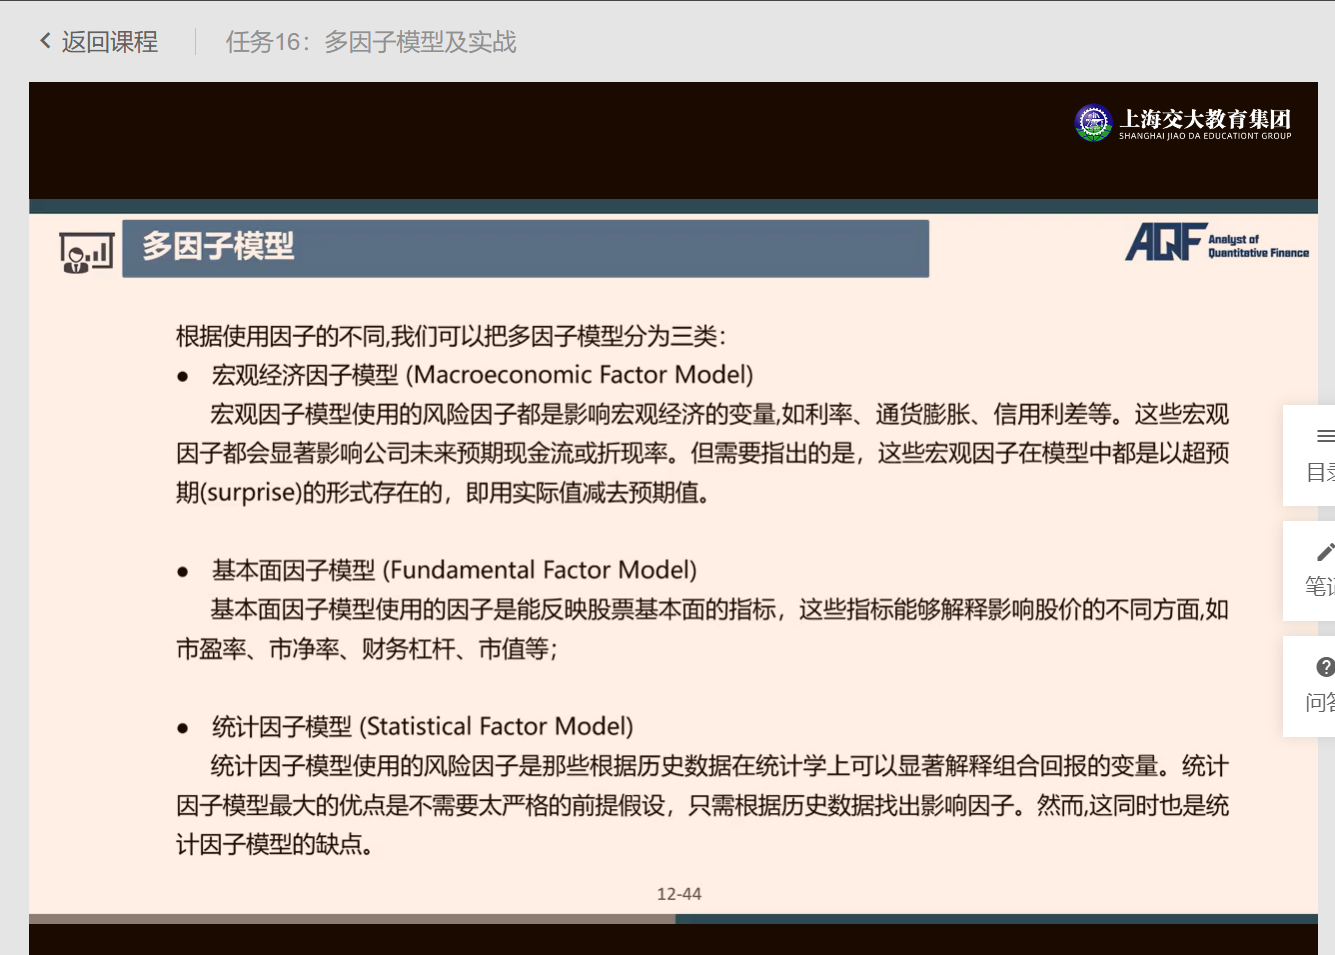 返回课程
任务16：多因子模型及实战
上海交大教育集团
SHANGHAI JIAO DA EDUCATIONT GROUP
多因子模型
AQF Analyst of
Quantitative Finance
根据使用因子的不同,我们可以把多因子模型分为三类：
● 宏观经济因子模型 (Macroeconomic Factor Model)
宏观因子模型使用的风险因子都是影响宏观经济的变量,如利率、通货膨胀、信用利差等。这些宏观
因子都会显著影响公司未来预期现金流或折现率。但需要指出的是，这些宏观因子在模型中都是以超预
期(surprise)的形式存在的，即用实际值减去预期值。
● 基本面因子模型 (Fundamental Factor Model)
基本面因子模型使用的因子是能反映股票基本面的指标，这些指标能够解释影响股价的不同方面,如
市盈率、市净率、财务杠杆、市值等；
● 统计因子模型 (Statistical Factor Model)
统计因子模型使用的风险因子是那些根据历史数据在统计学上可以显著解释组合回报的变量。统计
因子模型最大的优点是不需要太严格的前提假设，只需根据历史数据找出影响因子。然而,这同时也是统
计因子模型的缺点。
12-44
目录
笔记
问答